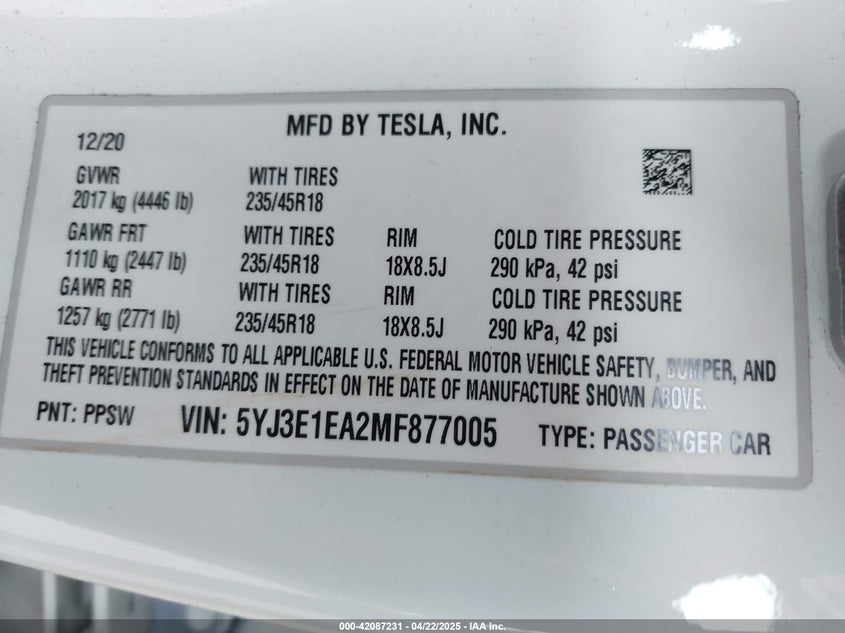 MFD BY TESLA, INC.
12/20
GVWR WITH TIRES
2017 kg (4446 lb) 235/45R18
GAWR FRT WITH TIRES RIM COLD TIRE PRESSURE
1110 kg (2447 lb) 235/45R18 18X8.5J 290 kPa, 42 psi
GAWR RR WITH TIRES RIM COLD TIRE PRESSURE
1257 kg (2771 lb) 235/45R18 18X8.5J 290 kPa, 42 psi
THIS VEHICLE CONFORMS TO ALL APPLICABLE U.S. FEDERAL MOTOR VEHICLE SAFETY, BUMPER, AND
THEFT PREVENTION STANDARDS IN EFFECT ON THE DATE OF MANUFACTURE SHOWN ABOVE.
PNT: PPSW VIN: 5YJ3E1EA2MF877005 TYPE: PASSENGER CAR
000-42087231 - 04/22/2025 - IAA Inc.